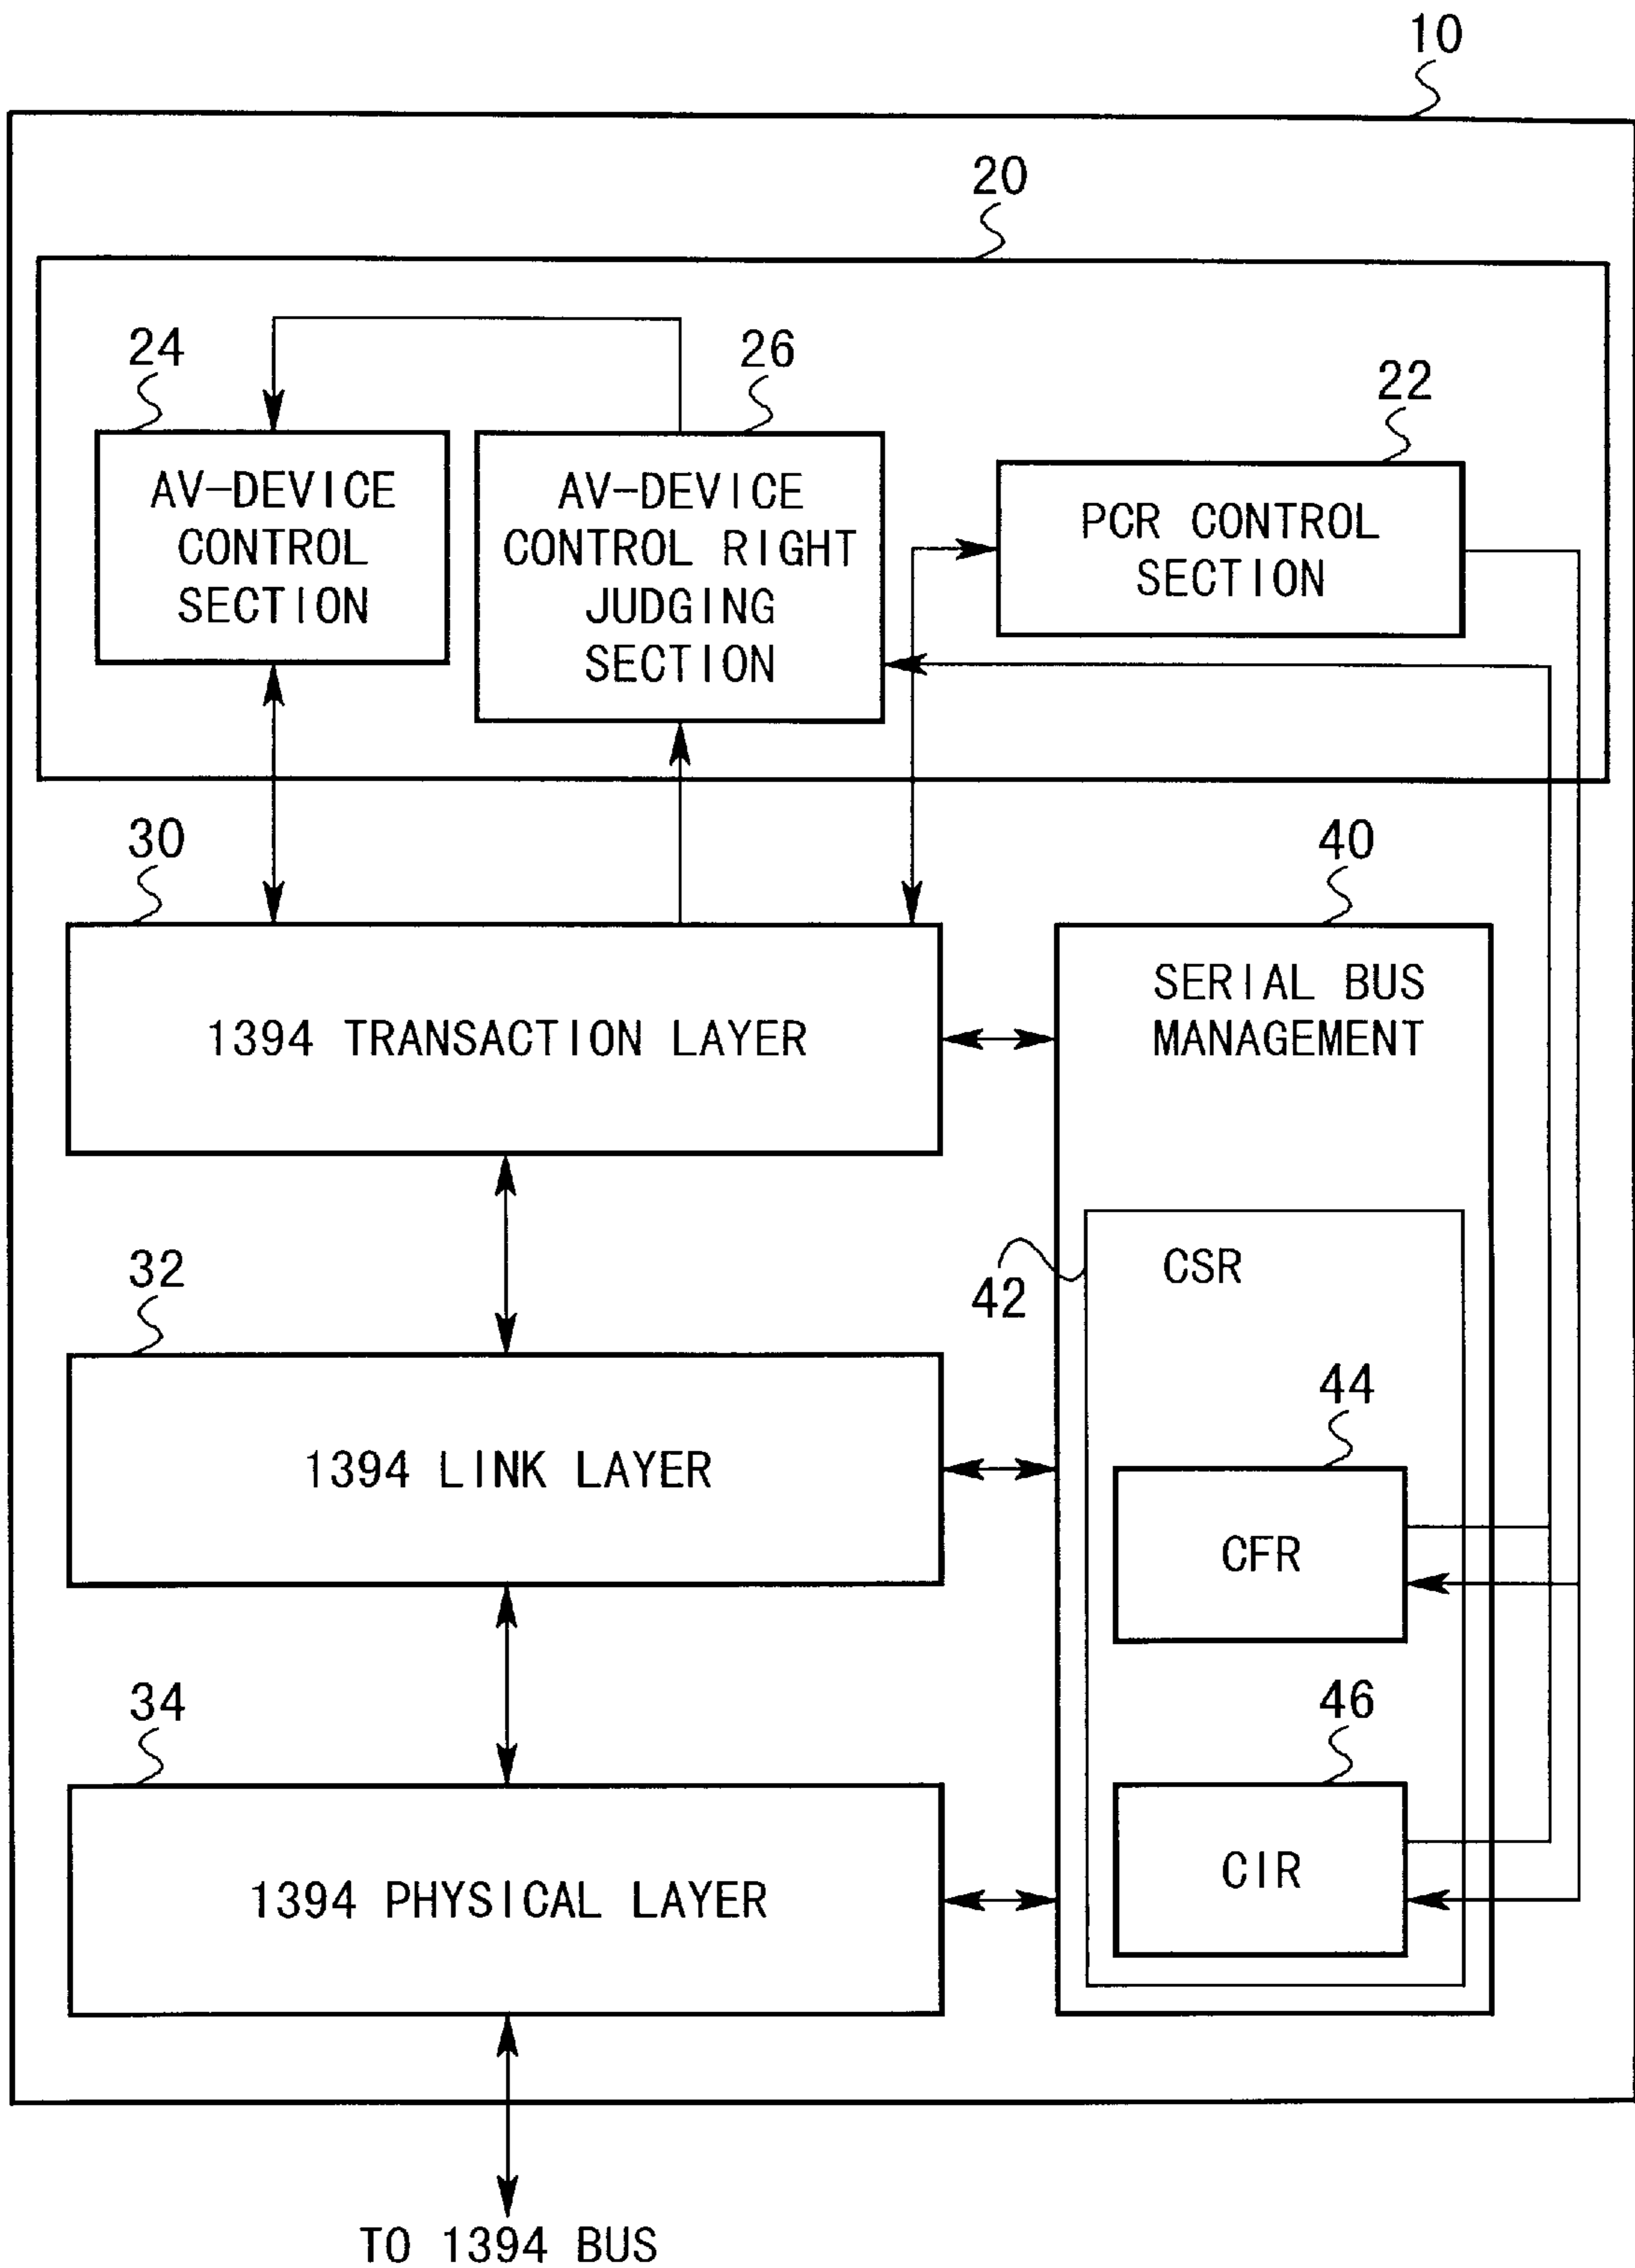 10
20
24
26
22
AV-DEVICE
CONTROL
SECTION
AV-DEVICE
CONTROL RIGHT
JUDGING
SECTION
PCR CONTROL
SECTION
30
40
1394 TRANSACTION LAYER
SERIAL BUS
MANAGEMENT
32
42
CSR
44
1394 LINK LAYER
CFR
34
46
1394 PHYSICAL LAYER
CIR
TO 1394 BUS